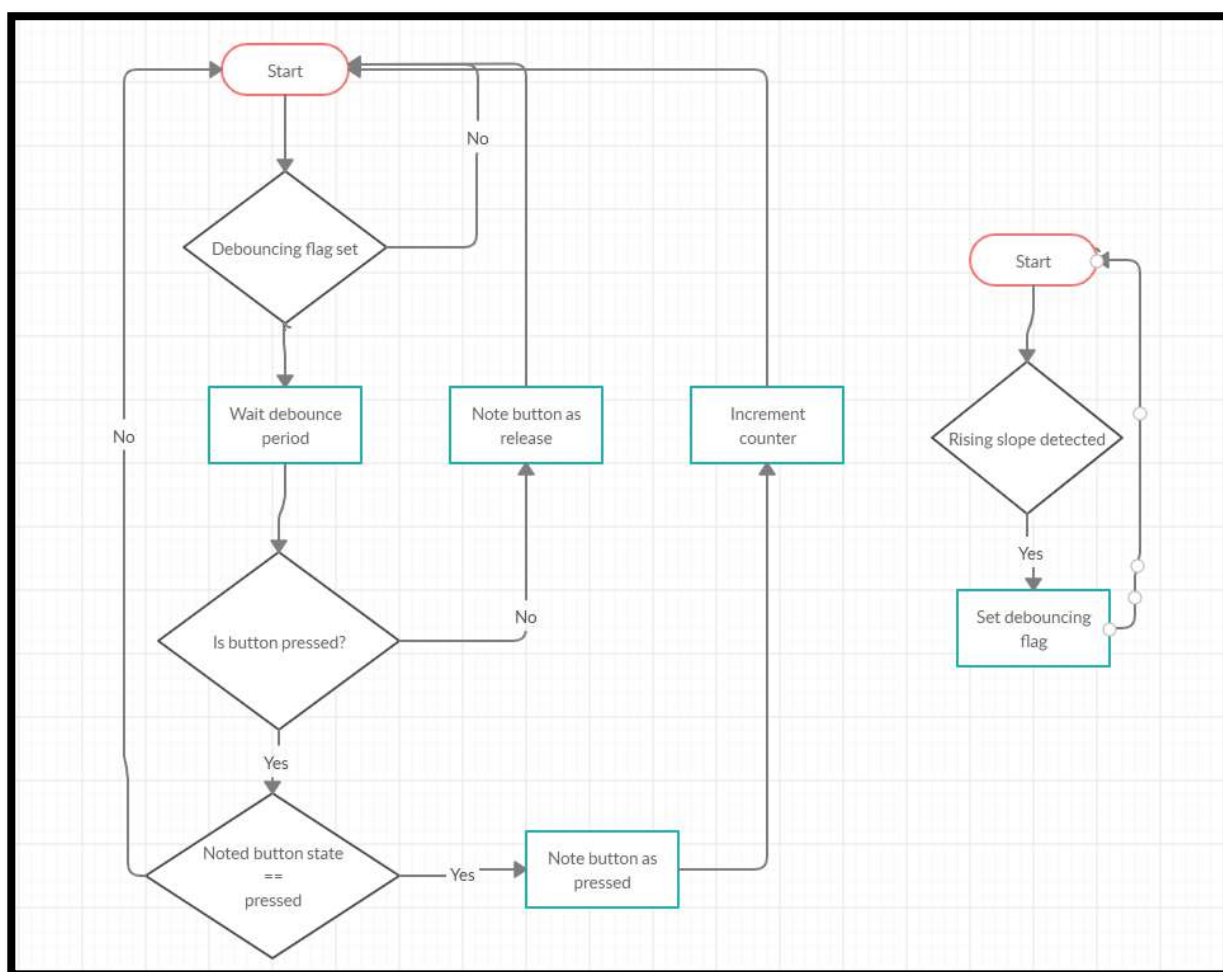 Start
No
Debouncing flag set
Wait debounce
period
Note button as
release
Increment
counter
No
Is button pressed?
No
Yes
Noted button state
==
pressed
Yes
Note button as
pressed
Start
Rising slope detected
Yes
Set debouncing
flag